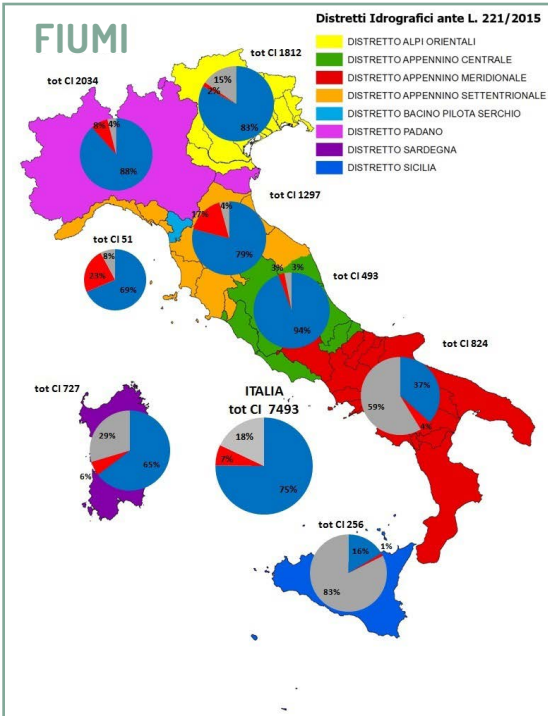 FIUMI
Distretti Idrografici ante L. 221/2015
DISTRETTO ALPI ORIENTALI
DISTRETTO APPENNINO CENTRALE
DISTRETTO APPENNINO MERIDIONALE
DISTRETTO APPENNINO SETTENTRIONALE
DISTRETTO BACINO PILOTA SERCHIO
DISTRETTO PADANO
DISTRETTO SARDEGNA
DISTRETTO SICILIA
tot CI 1812
15%
2%
83%
tot CI 2034
8%
4%
88%
tot CI 1297
4%
17%
79%
tot CI 51
8%
23%
69%
tot CI 493
3%
3%
94%
tot CI 824
37%
59%
4%
tot CI 727
29%
65%
6%
ITALIA
tot CI 7493
18%
7%
75%
tot CI 256
16%
1%
83%